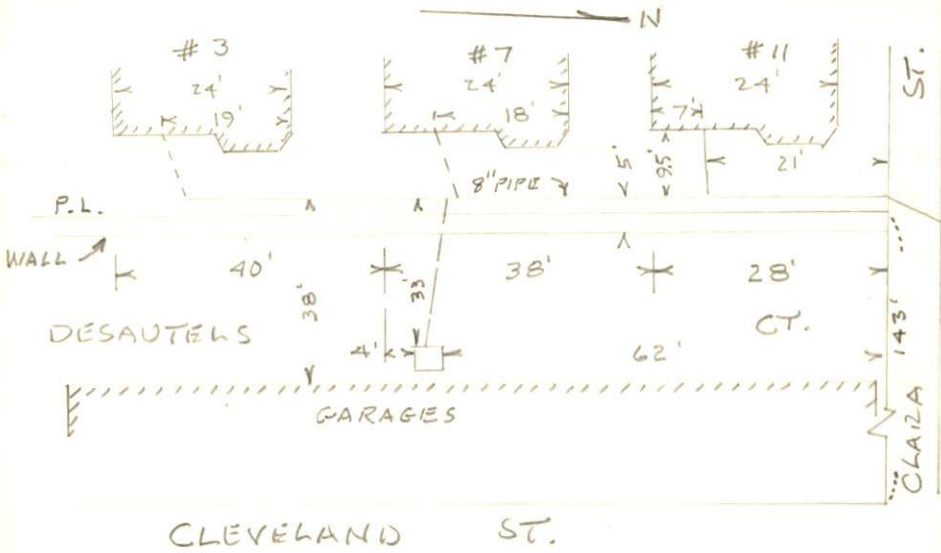 N
#3
#7
#11
ST.
24'
24'
24'
19'
18'
7'
8" PIPE
5'
9.5'
21'
P.L.
WALL
40'
38'
28'
38'
33'
DESAUTELS
CT.
143'
4'
62'
GARAGES
CLARA
CLEVELAND ST.